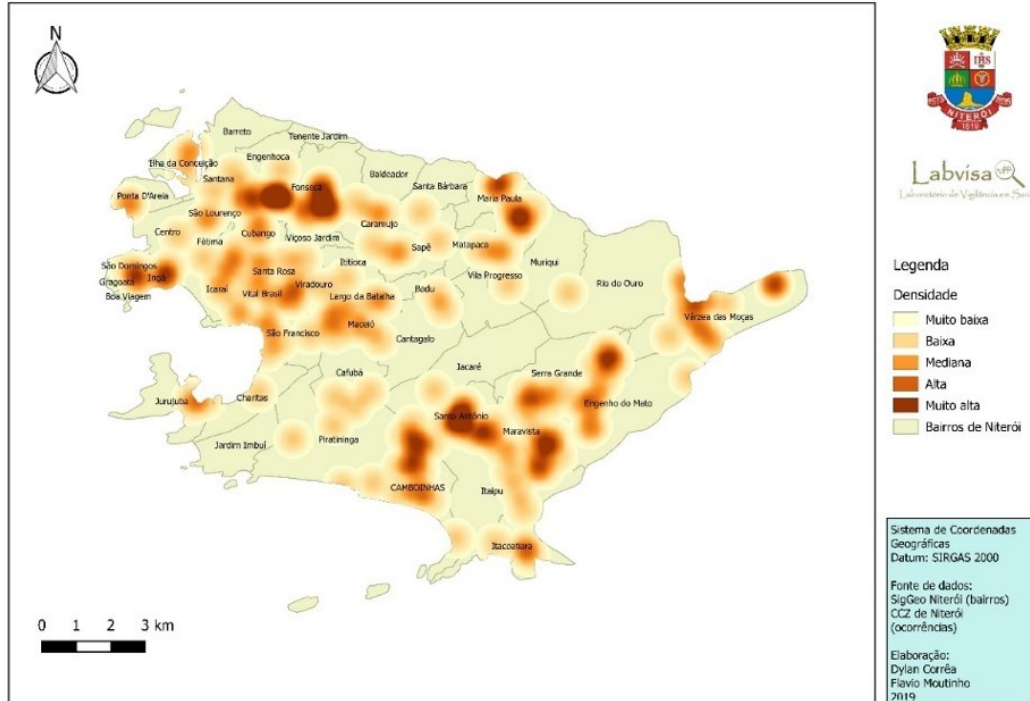 N
Barreto
Tenente Jardim
Engenhoca
Ilha da Conceição
Baldeador
Santana
Fonseca
Santa Bárbara
Maria Paula
Ponta D'Areia
São Lourenço
Caramujo
Centro
Cubango
Fátima
Viçoso Jardim
Sapê
Matapaca
Ititioca
Muriqui
São Domingos
Gragoatá
Ingá
Boa Viagem
Santa Rosa
Vila Progresso
Rio do Ouro
Icaraí
Vital Brasil
Viradouro
Largo da Batalha
Badu
Várzea das Moças
São Francisco
Maceió
Cantagalo
Cafubá
Jacaré
Serra Grande
Jurujuba
Charitas
Engenho do Mato
Santo Antônio
Maravista
Jardim Imbuí
Piratininga
CAMBOINHAS
Itaipu
Itacoatiara
0 1 2 3 km
NITERÓI
1819
Labvisa
Legenda
Densidade
Muito baixa
Baixa
Mediana
Alta
Muito alta
Bairros de Niterói
Sistema de Coordenadas
Geográficas
Datum: SIRGAS 2000
Fonte de dados:
SigGeo Niterói (bairros)
CCZ de Niterói
(ocorrências)
Elaboração:
Dylan Corrêa
Flavio Moutinho
2019